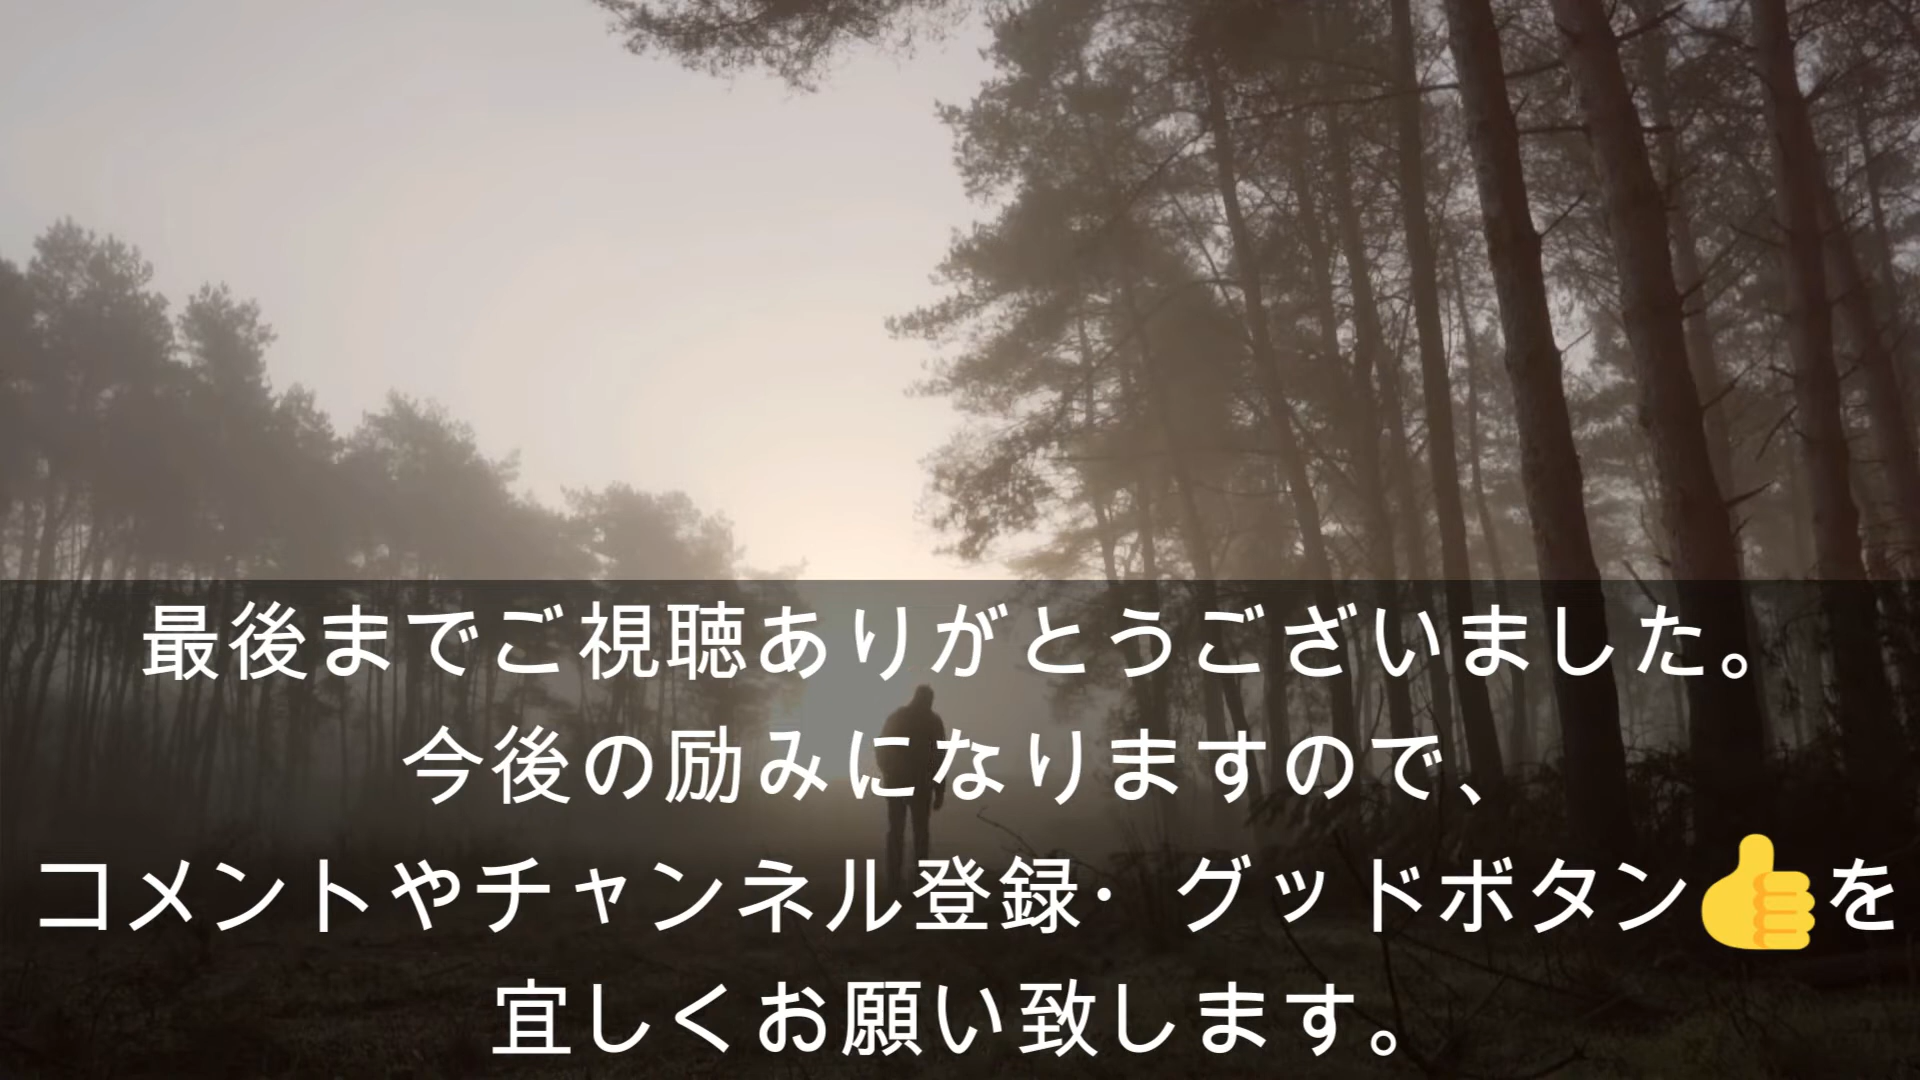 最後までご視聴ありがとうございました。
今後の励みになりますので、
コメントやチャンネル登録・グッドボタン👍を
宜しくお願い致します。